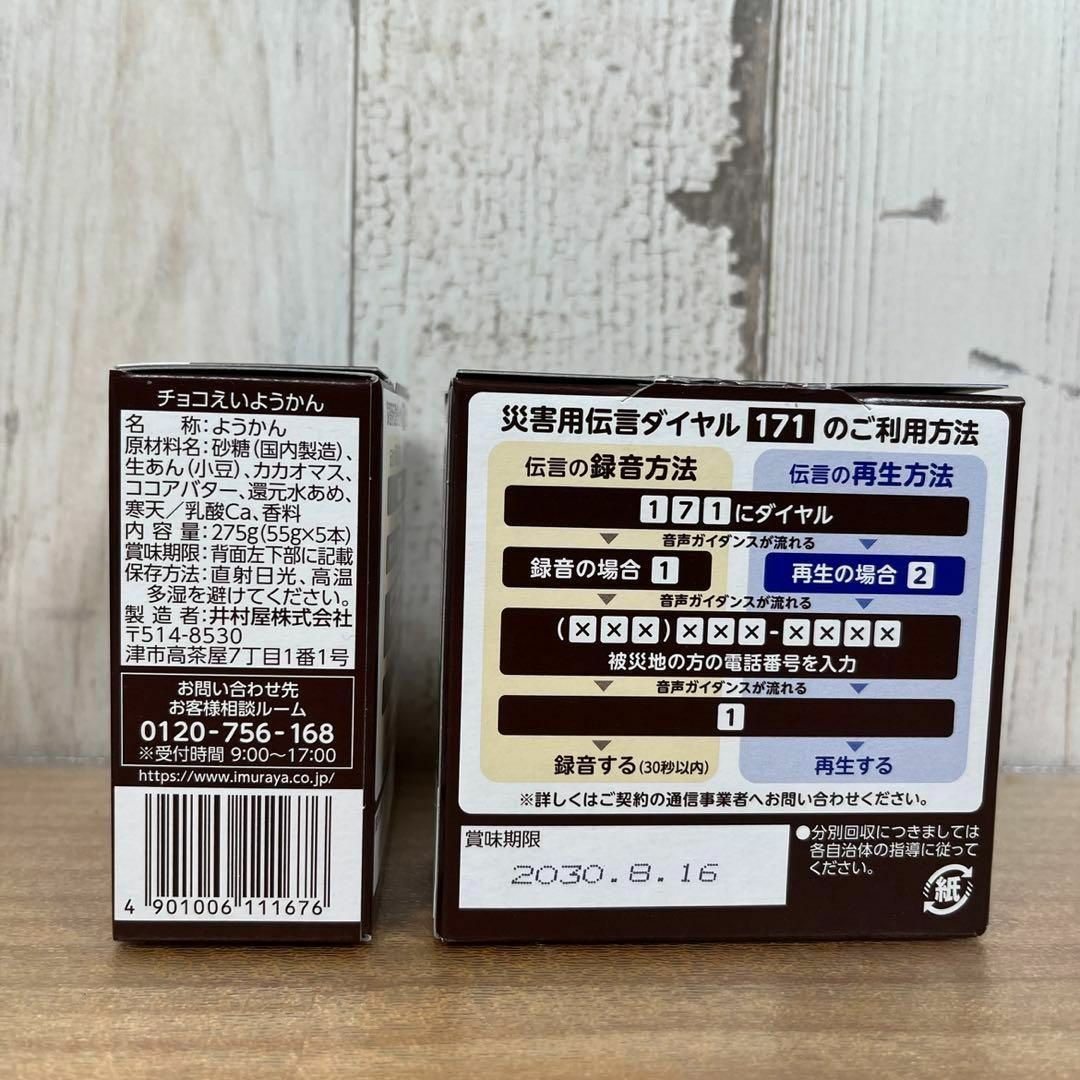 チョコえいようかん
名 称:ようかん
原材料名:砂糖(国内製造)、
生あん(小豆)、カカオマス、
ココアバター、還元水あめ、
寒天/乳酸Ca、香料
内 容 量:275g(55g×5本)
賞味期限:背面左下部に記載
保存方法:直射日光、高温
多湿を避けてください。
製 造 者:井村屋株式会社
〒514-8530
津市高茶屋7丁目1番1号
お問い合わせ先
お客様相談ルーム
0120-756-168
※受付時間 9:00~17:00
https://www.imuraya.co.jp/
4 901006 111676
災害用伝言ダイヤル 171 のご利用方法
伝言の録音方法
伝言の再生方法
171にダイヤル
音声ガイダンスが流れる
録音の場合 1
再生の場合 2
音声ガイダンスが流れる
(×××)×××-××××
被災地の方の電話番号を入力
音声ガイダンスが流れる
1
録音する(30秒以内)
再生する
※詳しくはご契約の通信事業者へお問い合わせください。
賞味期限
2030.8.16
●分別回収につきましては
各自治体の指導に従って
ください。
紙